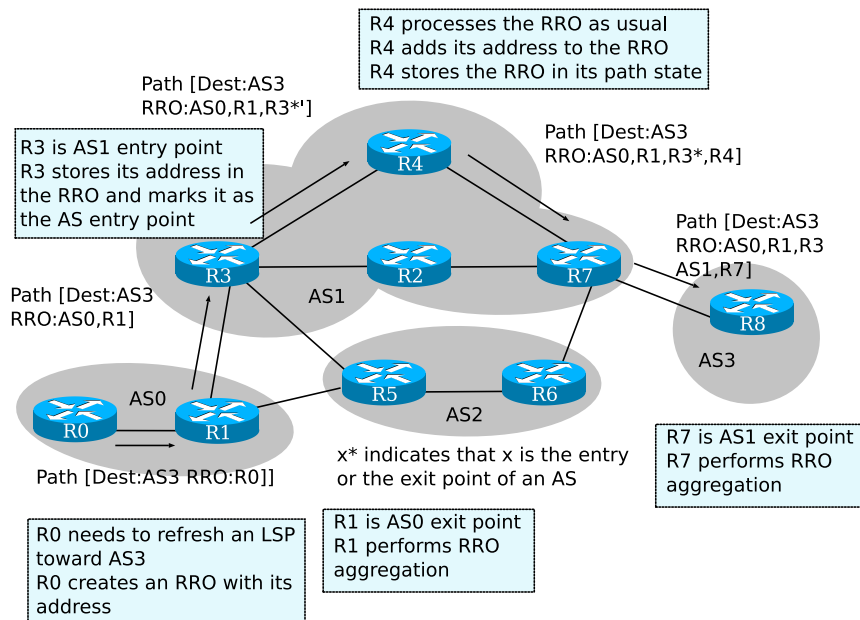 R4 processes the RRO as usual
R4 adds its address to the RRO
R4 stores the RRO in its path state
Path [Dest:AS3
RRO:AS0,R1,R3*']
R3 is AS1 entry point
R3 stores its address in
the RRO and marks it as
the AS entry point
R4
Path [Dest:AS3
RRO:AS0,R1,R3*,R4]
Path [Dest:AS3
RRO:AS0,R1,R3
AS1,R7]
R3
R2
R7
AS1
Path [Dest:AS3
RRO:AS0,R1]
R8
AS3
AS0
R0
R1
R5
R6
AS2
Path [Dest:AS3 RRO:R0]]
x* indicates that x is the entry
or the exit point of an AS
R7 is AS1 exit point
R7 performs RRO
aggregation
R0 needs to refresh an LSP
toward AS3
R0 creates an RRO with its
address
R1 is AS0 exit point
R1 performs RRO
aggregation